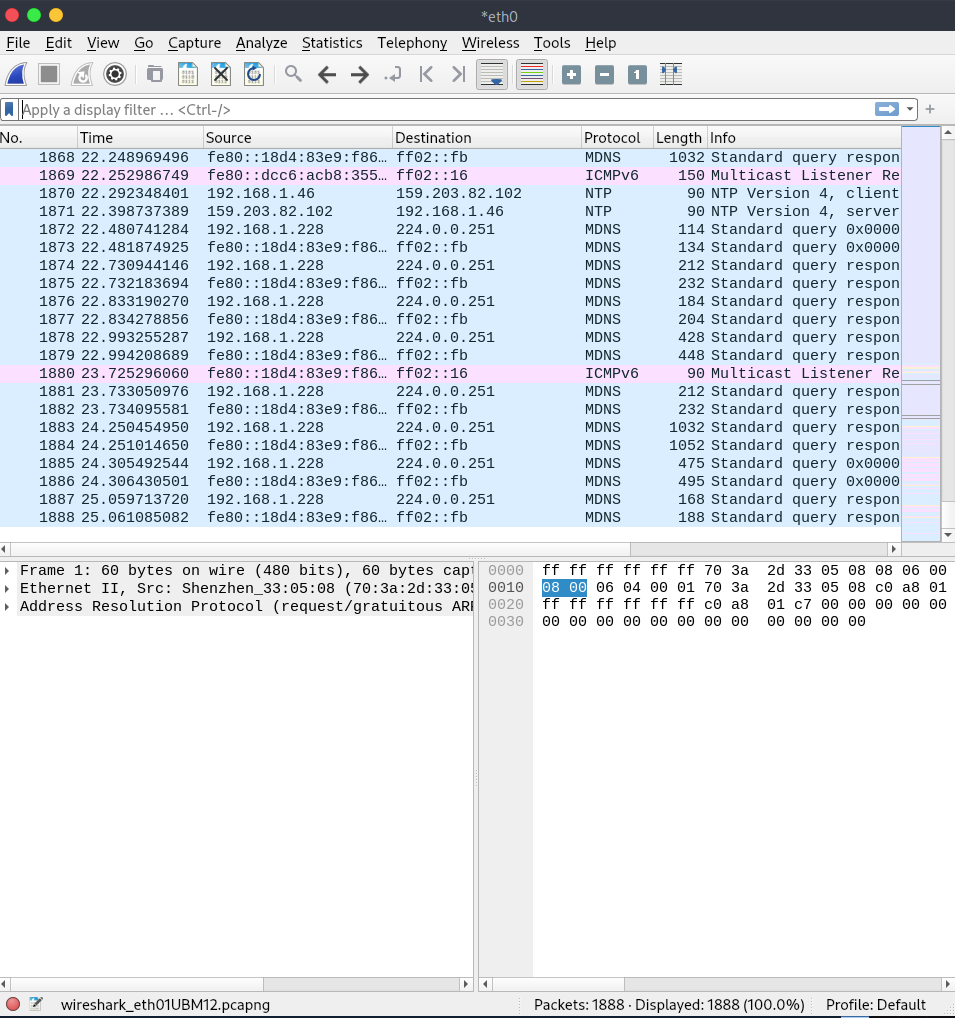 *eth0
File Edit View Go Capture Analyze Statistics Telephony Wireless Tools Help
Apply a display filter … <Ctrl-/>
No. Time Source Destination Protocol Length Info
1868 22.248969496 fe80::18d4:83e9:f86… ff02::fb MDNS 1032 Standard query respon
1869 22.252986749 fe80::dcc6:acb8:355… ff02::16 ICMPv6 150 Multicast Listener Re
1870 22.292348401 192.168.1.46 159.203.82.102 NTP 90 NTP Version 4, client
1871 22.398737389 159.203.82.102 192.168.1.46 NTP 90 NTP Version 4, server
1872 22.480741284 192.168.1.228 224.0.0.251 MDNS 114 Standard query 0x0000
1873 22.481874925 fe80::18d4:83e9:f86… ff02::fb MDNS 134 Standard query 0x0000
1874 22.730944146 192.168.1.228 224.0.0.251 MDNS 212 Standard query respon
1875 22.732183694 fe80::18d4:83e9:f86… ff02::fb MDNS 232 Standard query respon
1876 22.833190270 192.168.1.228 224.0.0.251 MDNS 184 Standard query respon
1877 22.834278856 fe80::18d4:83e9:f86… ff02::fb MDNS 204 Standard query respon
1878 22.993255287 192.168.1.228 224.0.0.251 MDNS 428 Standard query respon
1879 22.994208689 fe80::18d4:83e9:f86… ff02::fb MDNS 448 Standard query respon
1880 23.725296060 fe80::18d4:83e9:f86… ff02::16 ICMPv6 90 Multicast Listener Re
1881 23.733050976 192.168.1.228 224.0.0.251 MDNS 212 Standard query respon
1882 23.734095581 fe80::18d4:83e9:f86… ff02::fb MDNS 232 Standard query respon
1883 24.250454950 192.168.1.228 224.0.0.251 MDNS 1032 Standard query respon
1884 24.251014650 fe80::18d4:83e9:f86… ff02::fb MDNS 1052 Standard query respon
1885 24.305492544 192.168.1.228 224.0.0.251 MDNS 475 Standard query 0x0000
1886 24.306430501 fe80::18d4:83e9:f86… ff02::fb MDNS 495 Standard query 0x0000
1887 25.059713720 192.168.1.228 224.0.0.251 MDNS 168 Standard query respon
1888 25.061085082 fe80::18d4:83e9:f86… ff02::fb MDNS 188 Standard query respon
Frame 1: 60 bytes on wire (480 bits), 60 bytes capt
Ethernet II, Src: Shenzhen_33:05:08 (70:3a:2d:33:05
Address Resolution Protocol (request/gratuitous ARP
0000 ff ff ff ff ff ff 70 3a 2d 33 05 08 08 06 00
0010 08 00 06 04 00 01 70 3a 2d 33 05 08 c0 a8 01
0020 ff ff ff ff ff ff c0 a8 01 c7 00 00 00 00 00
0030 00 00 00 00 00 00 00 00 00 00 00 00
wireshark_eth01UBM12.pcapng Packets: 1888 · Displayed: 1888 (100.0%) Profile: Default